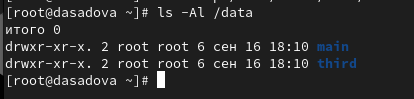 [root@dasadova ~]# ls -Al /data
итого 0
drwxr-xr-x. 2 root root 6 сен 16 18:10 main
drwxr-xr-x. 2 root root 6 сен 16 18:10 third
[root@dasadova ~]#